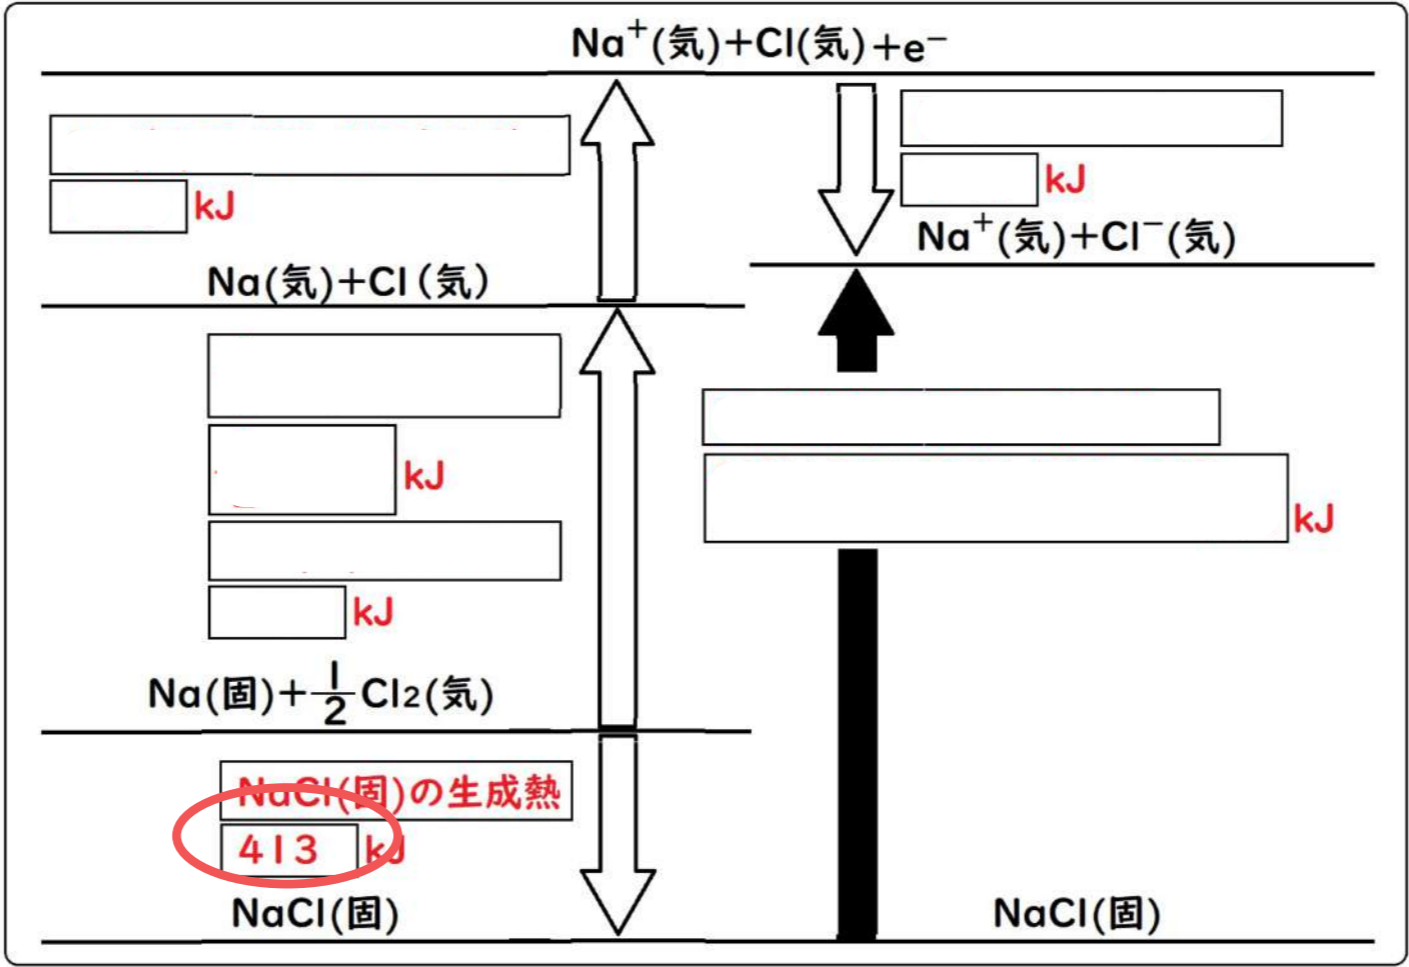 Na⁺(気)+Cl(気)+e⁻
kJ
kJ
Na⁺(気)+Cl⁻(気)
Na(気)+Cl(気)
kJ
kJ
kJ
Na(固)+1/2Cl₂(気)
NaCl(固)の生成熱
413 kJ
NaCl(固)
NaCl(固)